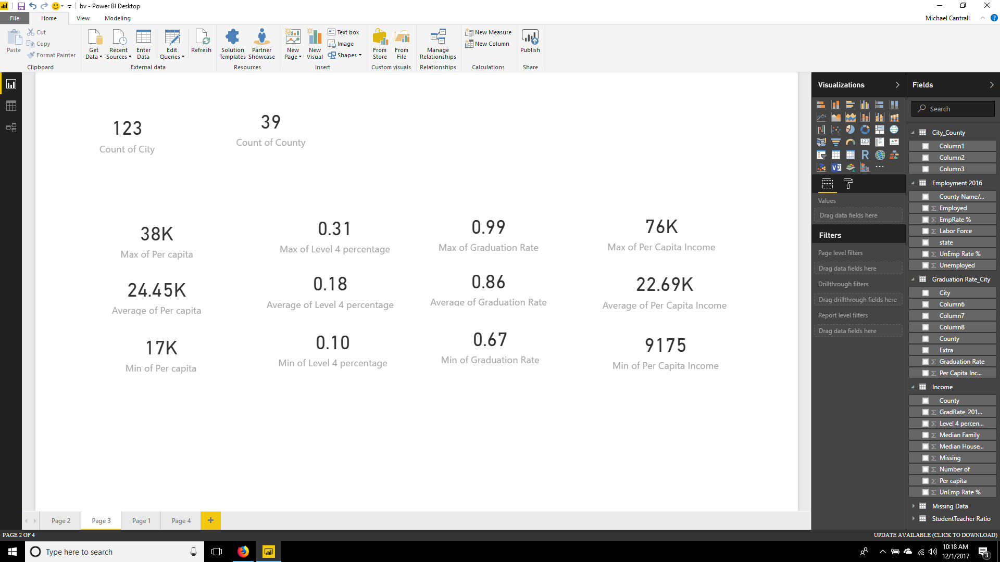 bv - Power BI Desktop
File
Home
View
Modeling
Michael Cantrall
Paste
Cut
Copy
Format Painter
Clipboard
Get Data
Recent Sources
Enter Data
Edit Queries
Refresh
External data
Solution Templates
Partner Showcase
Resources
New Page
New Visual
Text box
Image
Shapes
Insert
From Store
From File
Custom visuals
Manage Relationships
Relationships
New Measure
New Column
Calculations
Publish
Share
123
Count of City
39
Count of County
38K
Max of Per capita
0.31
Max of Level 4 percentage
0.99
Max of Graduation Rate
76K
Max of Per Capita Income
24.45K
Average of Per capita
0.18
Average of Level 4 percentage
0.86
Average of Graduation Rate
22.69K
Average of Per Capita Income
17K
Min of Per capita
0.10
Min of Level 4 percentage
0.67
Min of Graduation Rate
9175
Min of Per Capita Income
Visualizations
Values
Drag data fields here
Filters
Page level filters
Drag data fields here
Drillthrough filters
Drag drillthrough fields here
Report level filters
Drag data fields here
Fields
Search
City_County
Column1
Column2
Column3
Employment 2016
County Name/...
Employed
EmpRate %
Labor Force
state
UnEmp Rate %
Unemployed
Graduation Rate_City
City
Column6
Column7
Column8
County
Extra
Graduation Rate
Per Capita Inc...
Income
County
GradRate_201...
Level 4 percen...
Median Family
Median House...
Missing
Number of
Per capita
UnEmp Rate %
Missing Data
StudentTeacher Ratio
Page 2
Page 3
Page 1
Page 4
PAGE 2 OF 4
UPDATE AVAILABLE (CLICK TO DOWNLOAD)
Type here to search
10:18 AM
12/1/2017
3